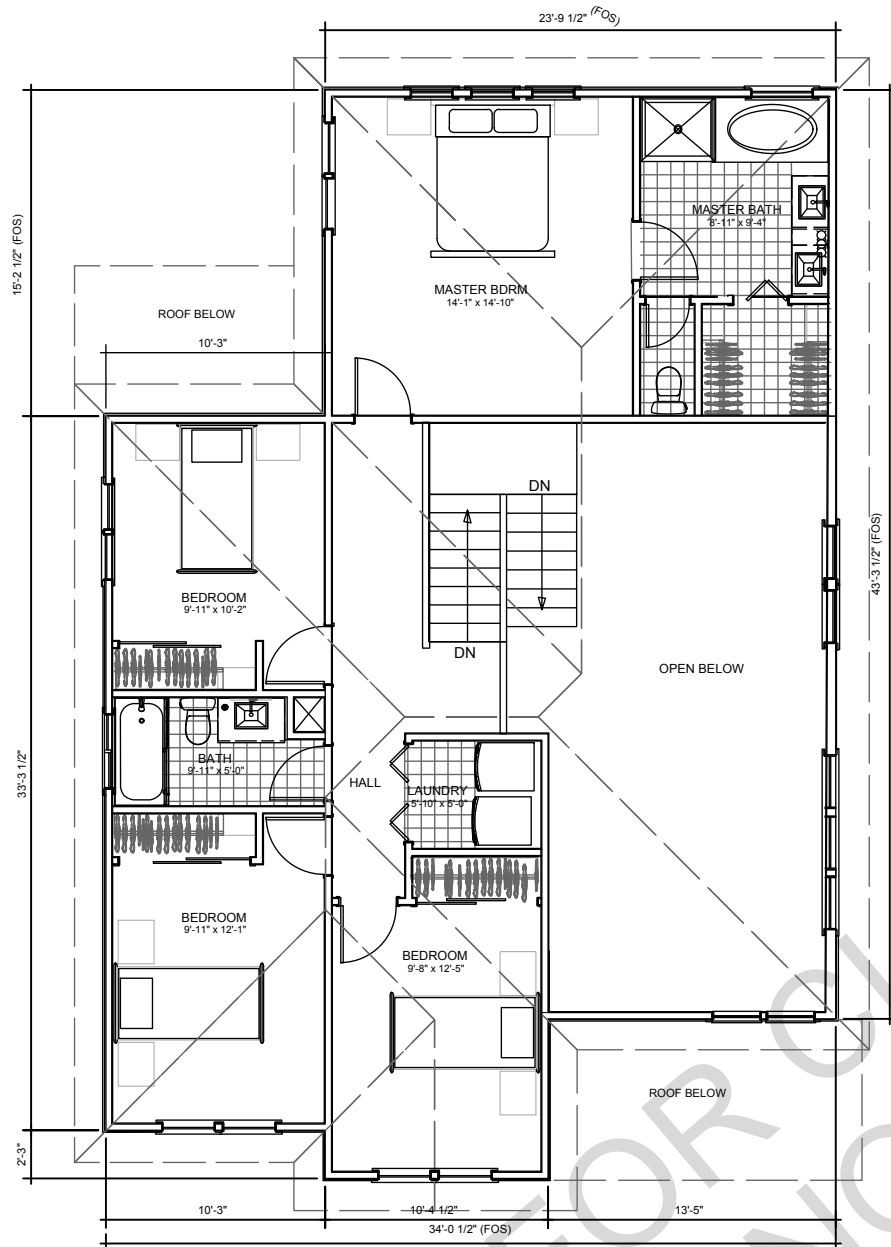 23'-9 1/2" (FOS)
15'-2 1/2" (FOS)
MASTER BATH
8'-11" x 9'-4"
MASTER BDRM
14'-1" x 14'-10"
ROOF BELOW
10'-3"
DN
43'-3 1/2" (FOS)
BEDROOM
9'-11" x 10'-2"
DN
OPEN BELOW
33'-3 1/2"
BATH
9'-11" x 5'-0"
HALL
LAUNDRY
5'-10" x 5'-0"
BEDROOM
9'-11" x 12'-1"
BEDROOM
9'-8" x 12'-5"
ROOF BELOW
2'-3"
10'-3"
10'-4 1/2"
13'-5"
34'-0 1/2" (FOS)
FOR